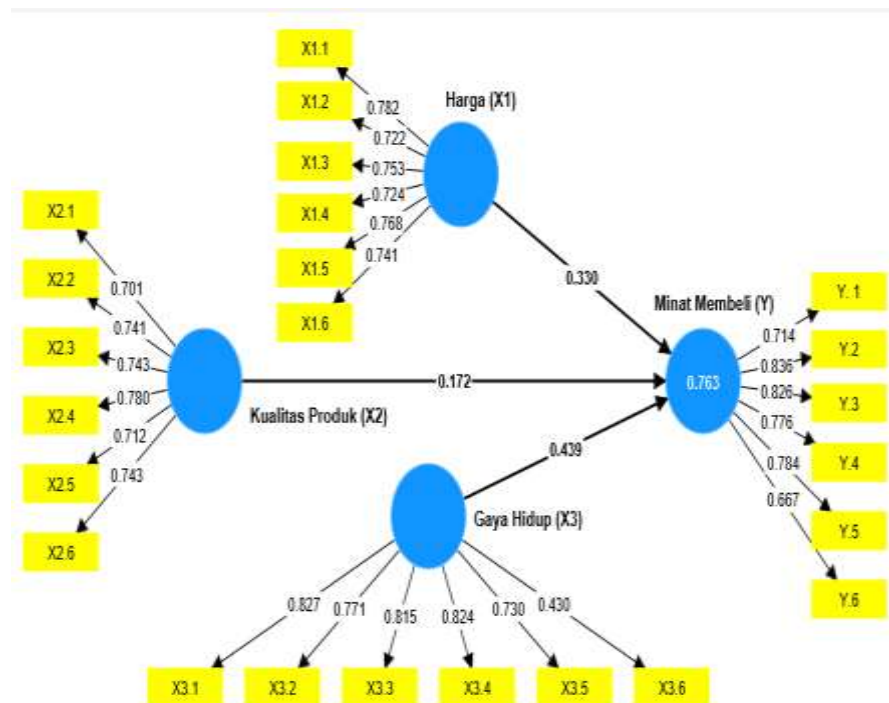 X1.1
X1.2
X1.3
X1.4
X1.5
X1.6
0.782
0.722
0.753
0.724
0.768
0.741
Harga (X1)
0.330
X2.1
X2.2
X2.3
X2.4
X2.5
X2.6
0.701
0.741
0.743
0.780
0.712
0.743
Kualitas Produk (X2)
0.172
Minat Membeli (Y)
0.763
0.714
0.836
0.826
0.776
0.784
0.667
Y. 1
Y.2
Y.3
Y.4
Y.5
Y.6
0.439
Gaya Hidup (X3)
0.827
0.771
0.815
0.824
0.730
0.430
X3.1
X3.2
X3.3
X3.4
X3.5
X3.6